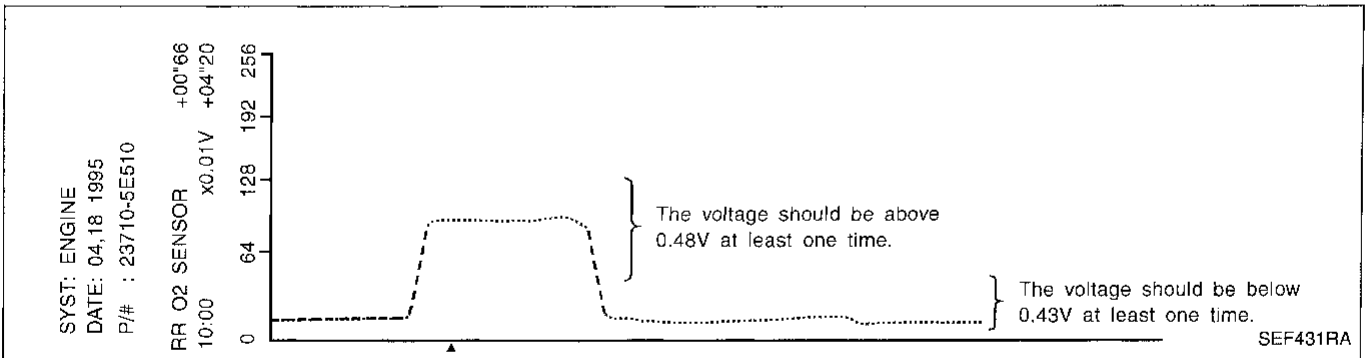 SYST: ENGINE
DATE: 04,18 1995
P/# : 23710-5E510
RR O2 SENSOR +00"66
10:00 x0.01V +04"20
256
192
128
64
0
The voltage should be above
0.48V at least one time.
The voltage should be below
0.43V at least one time.
SEF431RA